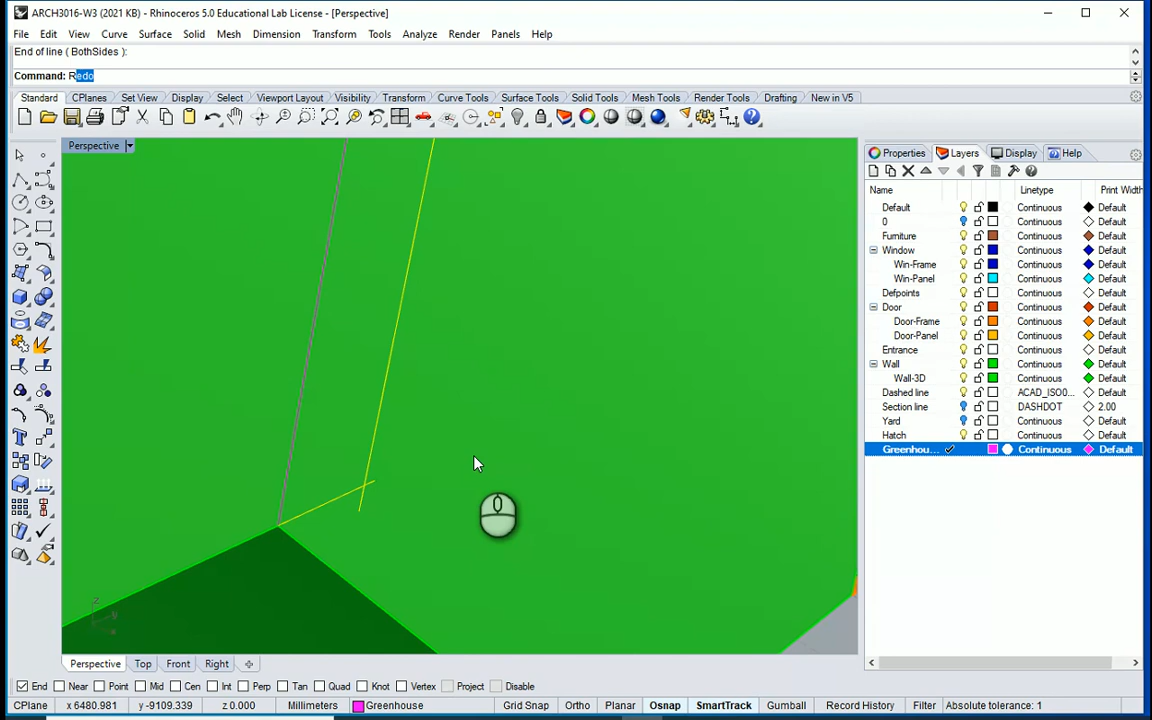 ARCH3016-W3 (2021 KB) - Rhinoceros 5.0 Educational Lab License - [Perspective]
File Edit View Curve Surface Solid Mesh Dimension Transform Tools Analyze Render Panels Help
End of line ( BothSides ):
Command: Redo
Standard CPlanes Set View Display Select Viewport Layout Visibility Transform Curve Tools Surface Tools Solid Tools Mesh Tools Render Tools Drafting New in V5
Perspective
Properties Layers Display Help
Name Linetype Print Width
Default Continuous Default
0 Continuous Default
Furniture Continuous Default
Window Continuous Default
Win-Frame Continuous Default
Win-Panel Continuous Default
Defpoints Continuous Default
Door Continuous Default
Door-Frame Continuous Default
Door-Panel Continuous Default
Entrance Continuous Default
Wall Continuous Default
Wall-3D Continuous Default
Dashed line ACAD_ISO0... Default
Section line DASHDOT 2.00
Yard Continuous Default
Hatch Continuous Default
Greenhou... Continuous Default
z
y
x
Perspective Top Front Right
End Near Point Mid Cen Int Perp Tan Quad Knot Vertex Project Disable
CPlane x 6480.981 y -9109.339 z 0.000 Millimeters Greenhouse Grid Snap Ortho Planar Osnap SmartTrack Gumball Record History Filter Absolute tolerance: 1